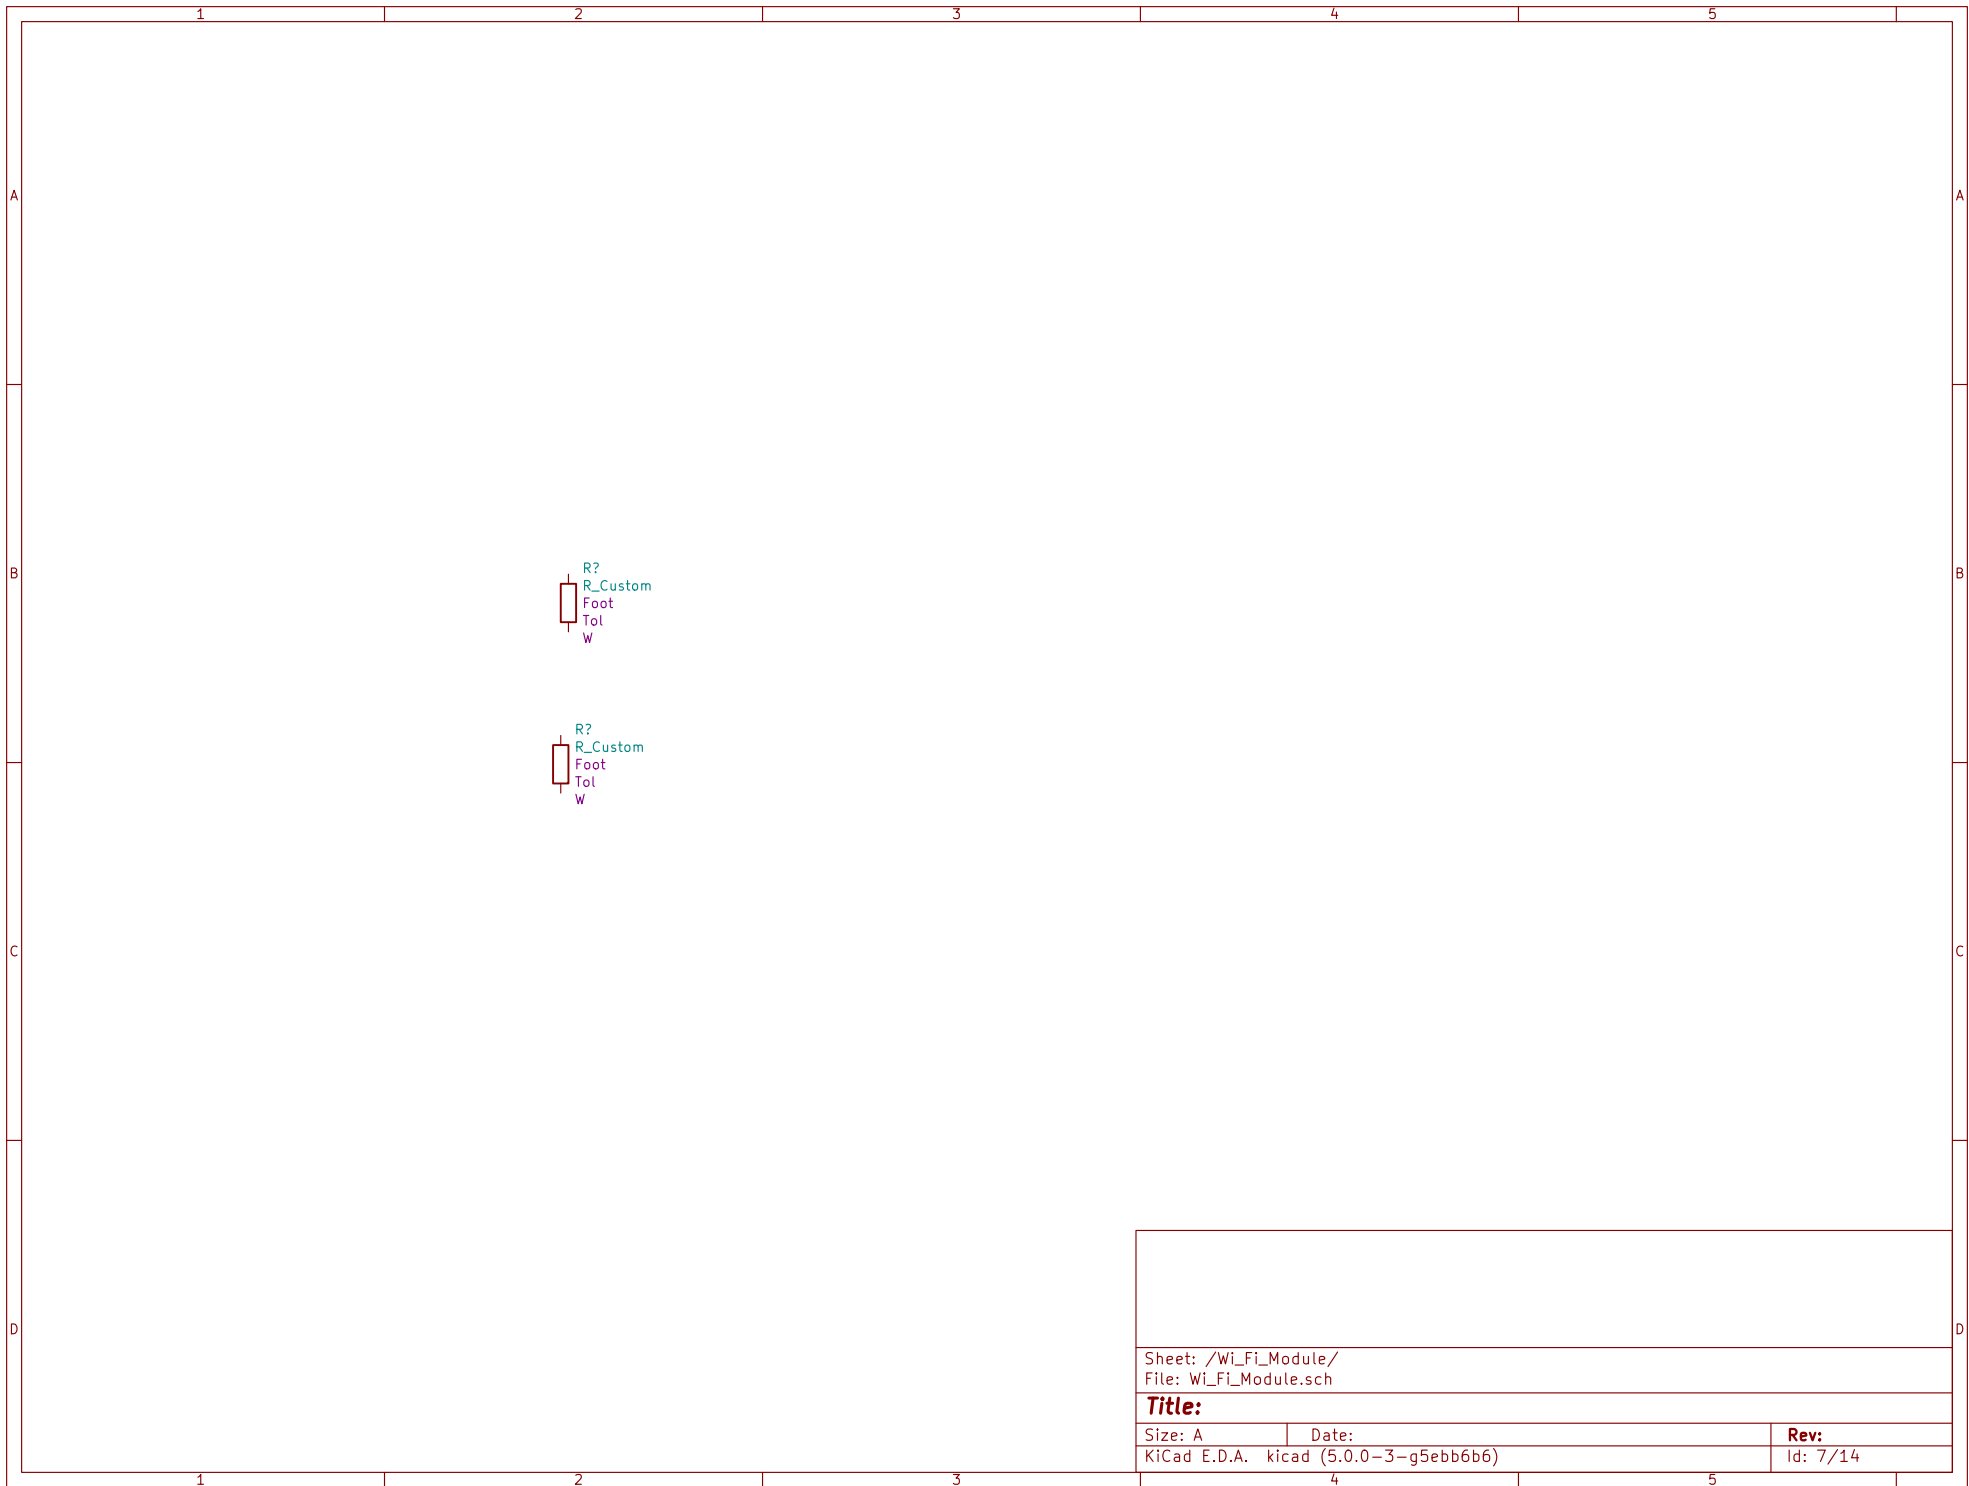 1 2 3 4 5
A A
R?
R_Custom
Foot
Tol
W
B B
R?
R_Custom
Foot
Tol
W
C C
D D
Sheet: /Wi_Fi_Module/
File: Wi_Fi_Module.sch
Title:
Size: A Date: Rev:
KiCad E.D.A. kicad (5.0.0-3-g5ebb6b6) Id: 7/14
1 2 3 4 5